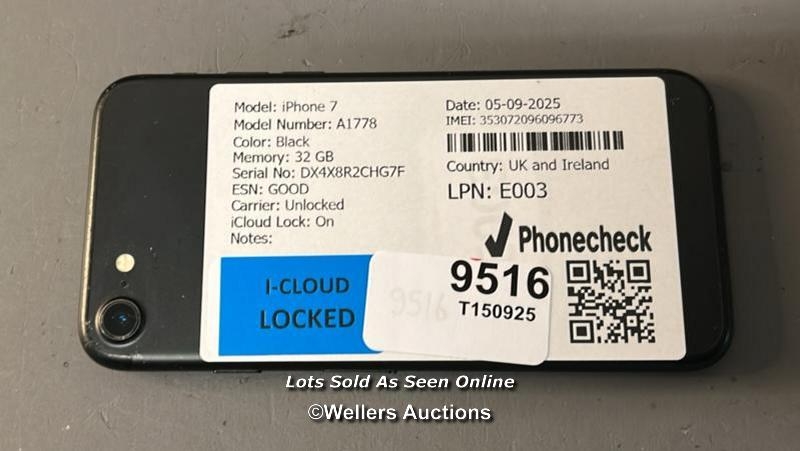 Model: iPhone 7
Model Number: A1778
Color: Black
Memory: 32 GB
Serial No: DX4X8R2CHG7F
ESN: GOOD
Carrier: Unlocked
iCloud Lock: On
Notes:
Date: 05-09-2025
IMEI: 353072096096773
Country: UK and Ireland
LPN: E003
Phonecheck
I-CLOUD
LOCKED
9516
9516
T150925
Lots Sold As Seen Online
©Wellers Auctions